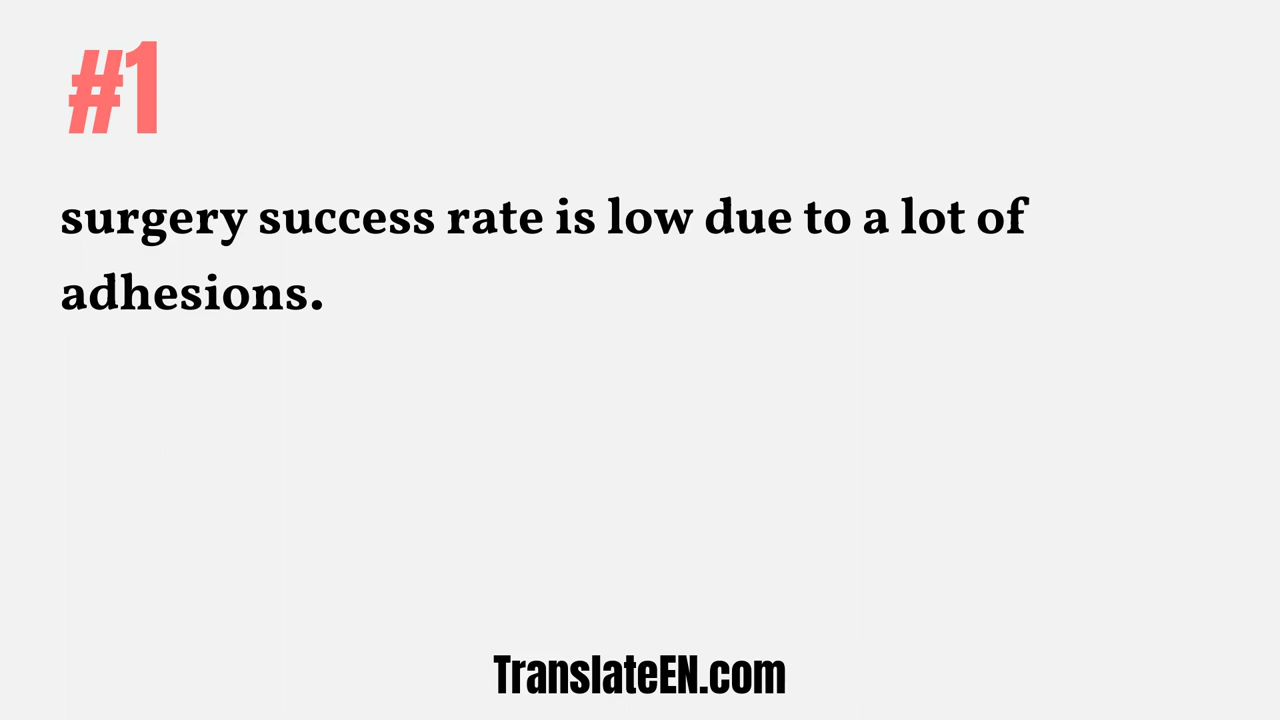 #1
surgery success rate is low due to a lot of
adhesions.
TranslateEN.com